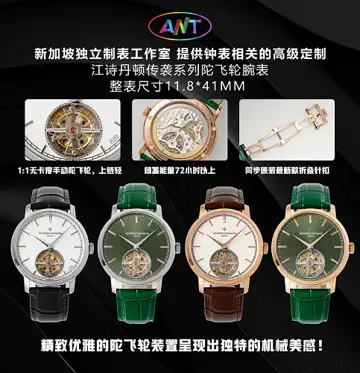 ANT
新加坡独立制表工作室 提供钟表相关的高级定制
江诗丹顿传袭系列陀飞轮腕表
整表尺寸11.8*41MM
1:1无卡度手动陀飞轮，上链轻
储蓄能量72小时以上
同步原装最新款折叠针扣
精致优雅的陀飞轮装置呈现出独特的机械美感！